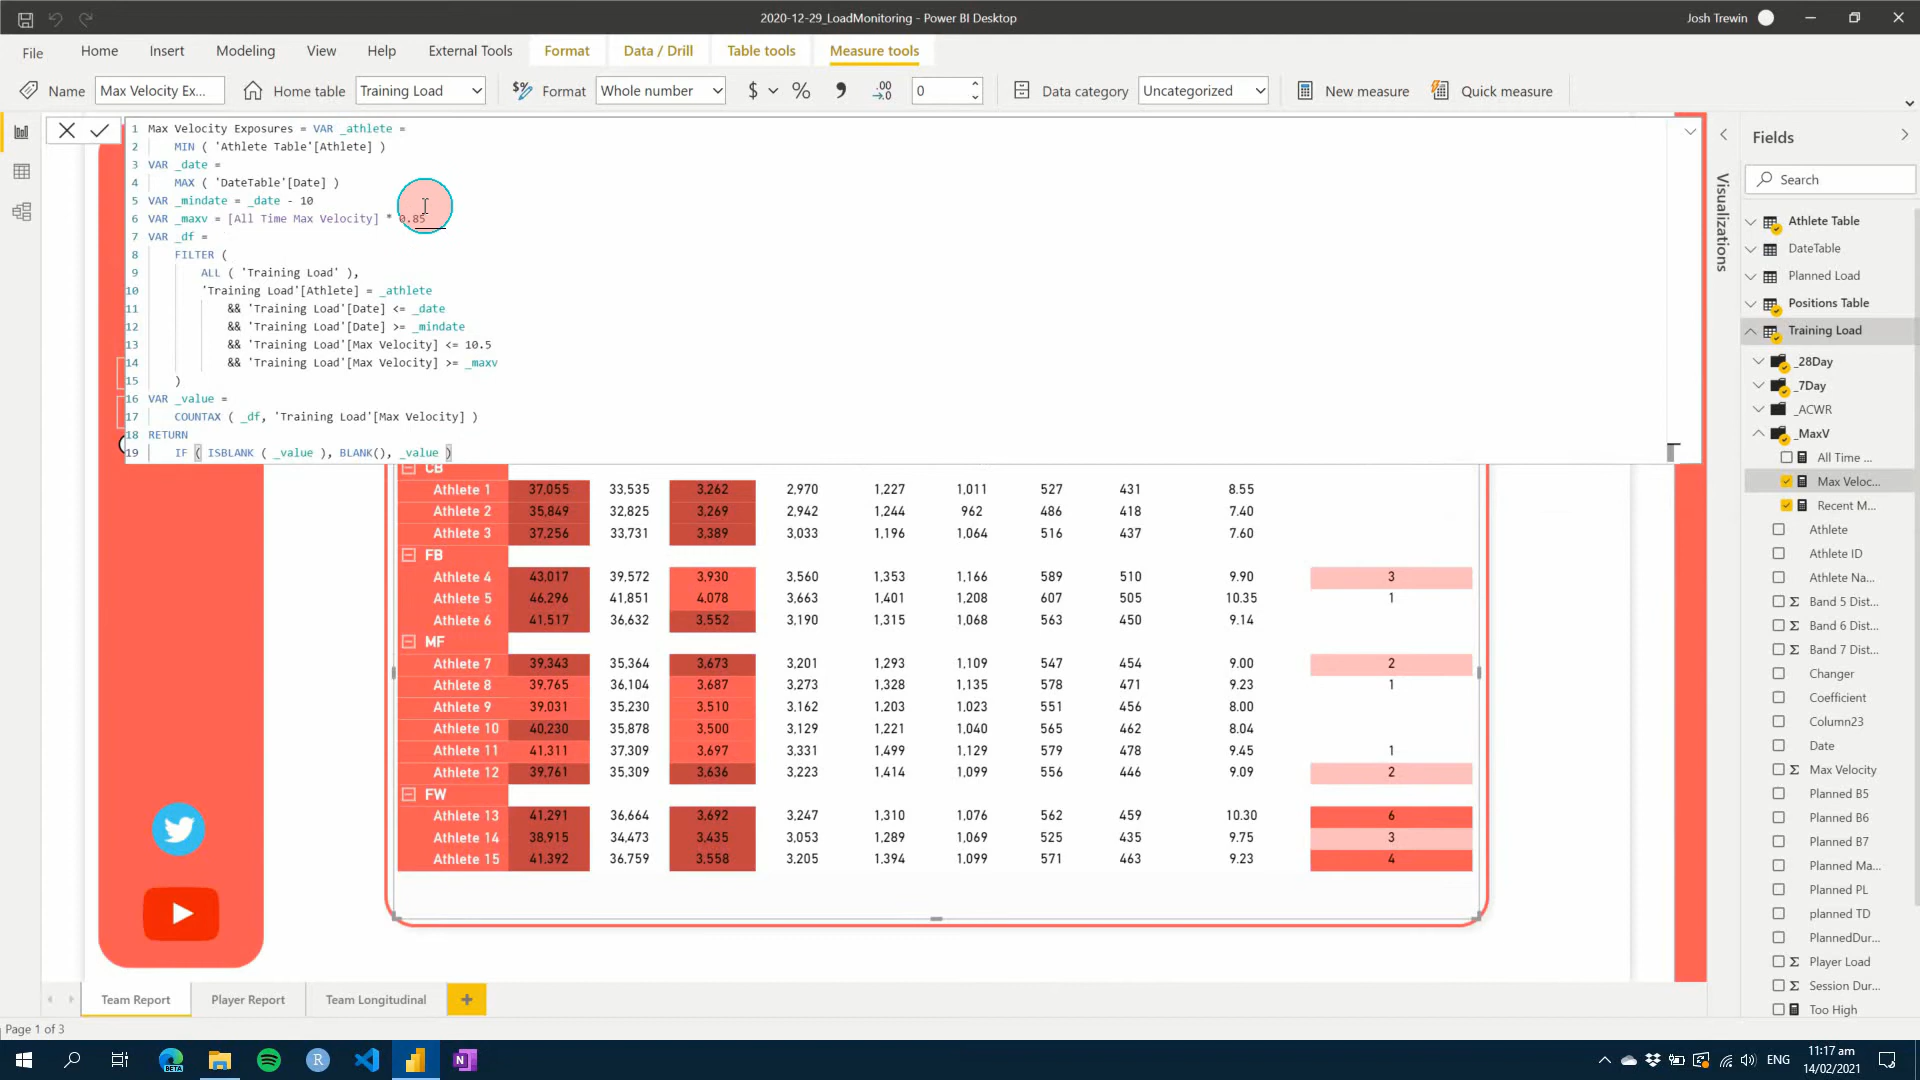 2020-12-29_LoadMonitoring - Power BI Desktop
Josh Trewin
File Home Insert Modeling View Help External Tools Format Data / Drill Table tools Measure tools
Name Max Velocity Ex... Home table Training Load Format Whole number $ % .00 0 Data category Uncategorized New measure Quick measure
1 Max Velocity Exposures = VAR _athlete =
2 MIN ( 'Athlete Table'[Athlete] )
3 VAR _date =
4 MAX ( 'DateTable'[Date] )
5 VAR _mindate = _date - 10
6 VAR _maxv = [All Time Max Velocity] * 0.85
7 VAR _df =
8 FILTER (
9 ALL ( 'Training Load' ),
10 'Training Load'[Athlete] = _athlete
11 && 'Training Load'[Date] <= _date
12 && 'Training Load'[Date] >= _mindate
13 && 'Training Load'[Max Velocity] <= 10.5
14 && 'Training Load'[Max Velocity] >= _maxv
15 )
16 VAR _value =
17 COUNTAX ( _df, 'Training Load'[Max Velocity] )
18 RETURN
19 IF ( ISBLANK ( _value ), BLANK(), _value )
CB
Athlete 1 37,055 33,535 3,262 2,970 1,227 1,011 527 431 8.55
Athlete 2 35,849 32,825 3,269 2,942 1,244 962 486 418 7.40
Athlete 3 37,256 33,731 3,389 3,033 1,196 1,064 516 437 7.60
FB
Athlete 4 43,017 39,572 3,930 3,560 1,353 1,166 589 510 9.90 3
Athlete 5 46,296 41,851 4,078 3,663 1,401 1,208 607 505 10.35 1
Athlete 6 41,517 36,632 3,552 3,190 1,315 1,068 563 450 9.14
MF
Athlete 7 39,343 35,364 3,673 3,201 1,293 1,109 547 454 9.00 2
Athlete 8 39,765 36,104 3,687 3,273 1,328 1,135 578 471 9.23 1
Athlete 9 39,031 35,230 3,510 3,162 1,203 1,023 551 456 8.00
Athlete 10 40,230 35,878 3,500 3,129 1,221 1,040 565 462 8.04
Athlete 11 41,311 37,309 3,697 3,331 1,499 1,129 579 478 9.45 1
Athlete 12 39,761 35,309 3,636 3,223 1,414 1,099 556 446 9.09 2
FW
Athlete 13 41,291 36,664 3,692 3,247 1,310 1,076 562 459 10.30 6
Athlete 14 38,915 34,473 3,435 3,053 1,289 1,069 525 435 9.75 3
Athlete 15 41,392 36,759 3,558 3,205 1,394 1,099 571 463 9.23 4
Visualizations
Fields
Search
Athlete Table
DateTable
Planned Load
Positions Table
Training Load
_28Day
_7Day
_ACWR
_MaxV
All Time ...
Max Veloc...
Recent M...
Athlete
Athlete ID
Athlete Na...
Σ Band 5 Dist...
Σ Band 6 Dist...
Σ Band 7 Dist...
Changer
Coefficient
Column23
Date
Σ Max Velocity
Planned B5
Planned B6
Planned B7
Planned Ma...
Planned PL
planned TD
PlannedDur...
Σ Player Load
Σ Session Dur...
Too High
Team Report Player Report Team Longitudinal +
Page 1 of 3
BETA
R
N
ENG
11:17 am
14/02/2021